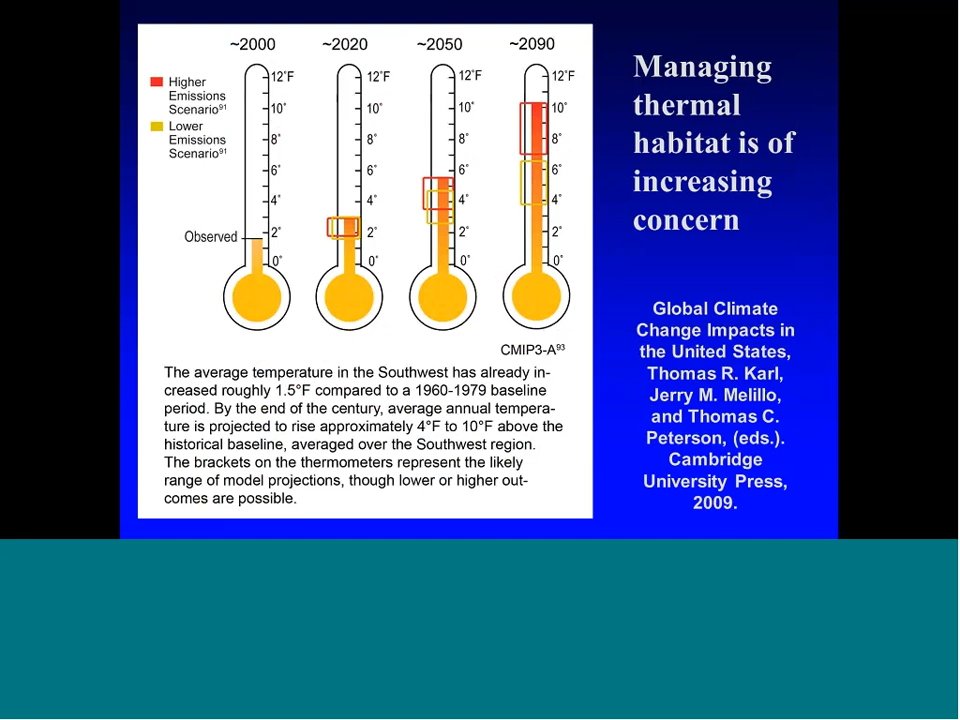 ~2000
~2020
~2050
~2090
Higher
Emissions
Scenario91
Lower
Emissions
Scenario91
Observed
12˚F
10˚
8˚
6˚
4˚
2˚
0˚
12˚F
10˚
8˚
6˚
4˚
2˚
0˚
12˚F
10˚
8˚
6˚
4˚
2˚
0˚
12˚F
10˚
8˚
6˚
4˚
2˚
0˚
CMIP3-A93
The average temperature in the Southwest has already in-
creased roughly 1.5°F compared to a 1960-1979 baseline
period. By the end of the century, average annual tempera-
ture is projected to rise approximately 4°F to 10°F above the
historical baseline, averaged over the Southwest region.
The brackets on the thermometers represent the likely
range of model projections, though lower or higher out-
comes are possible.
Managing
thermal
habitat is of
increasing
concern
Global Climate
Change Impacts in
the United States,
Thomas R. Karl,
Jerry M. Melillo,
and Thomas C.
Peterson, (eds.).
Cambridge
University Press,
2009.